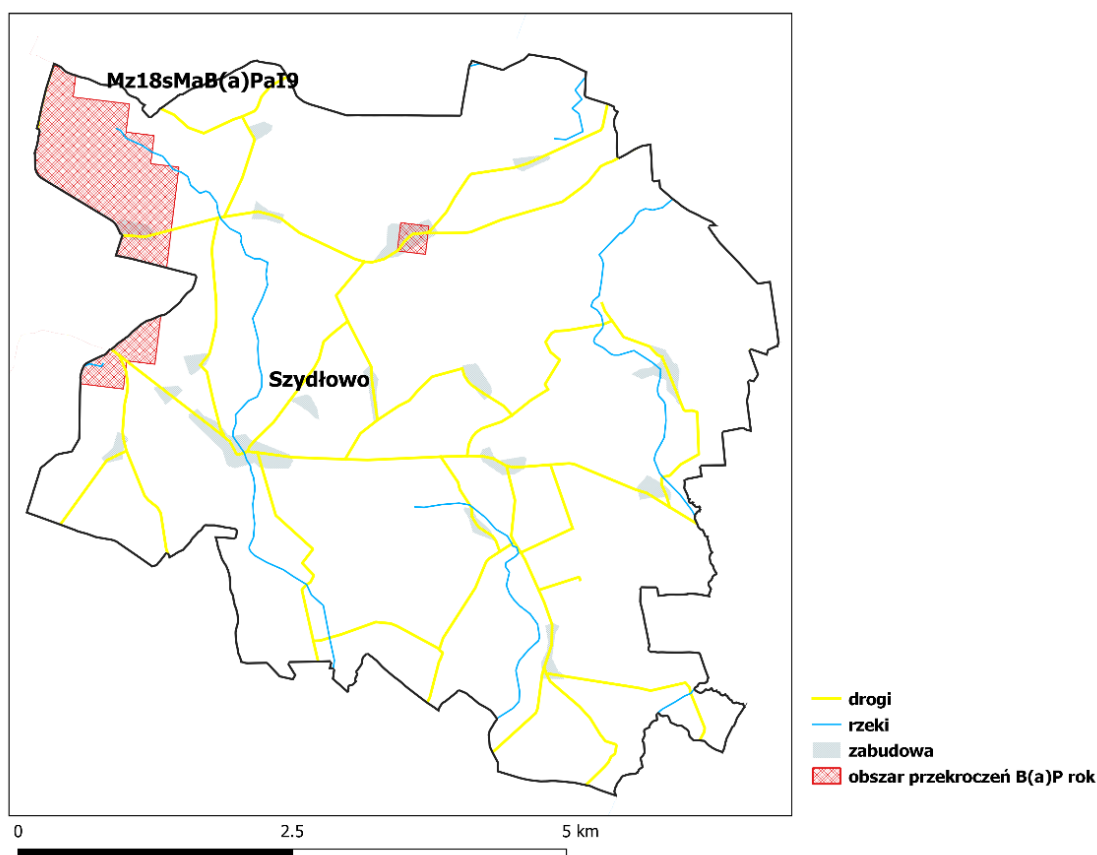 Mz18sMaB(a)PaI9
Szydłowo
drogi
rzeki
zabudowa
obszar przekroczeń B(a)P rok
0 2.5 5 km